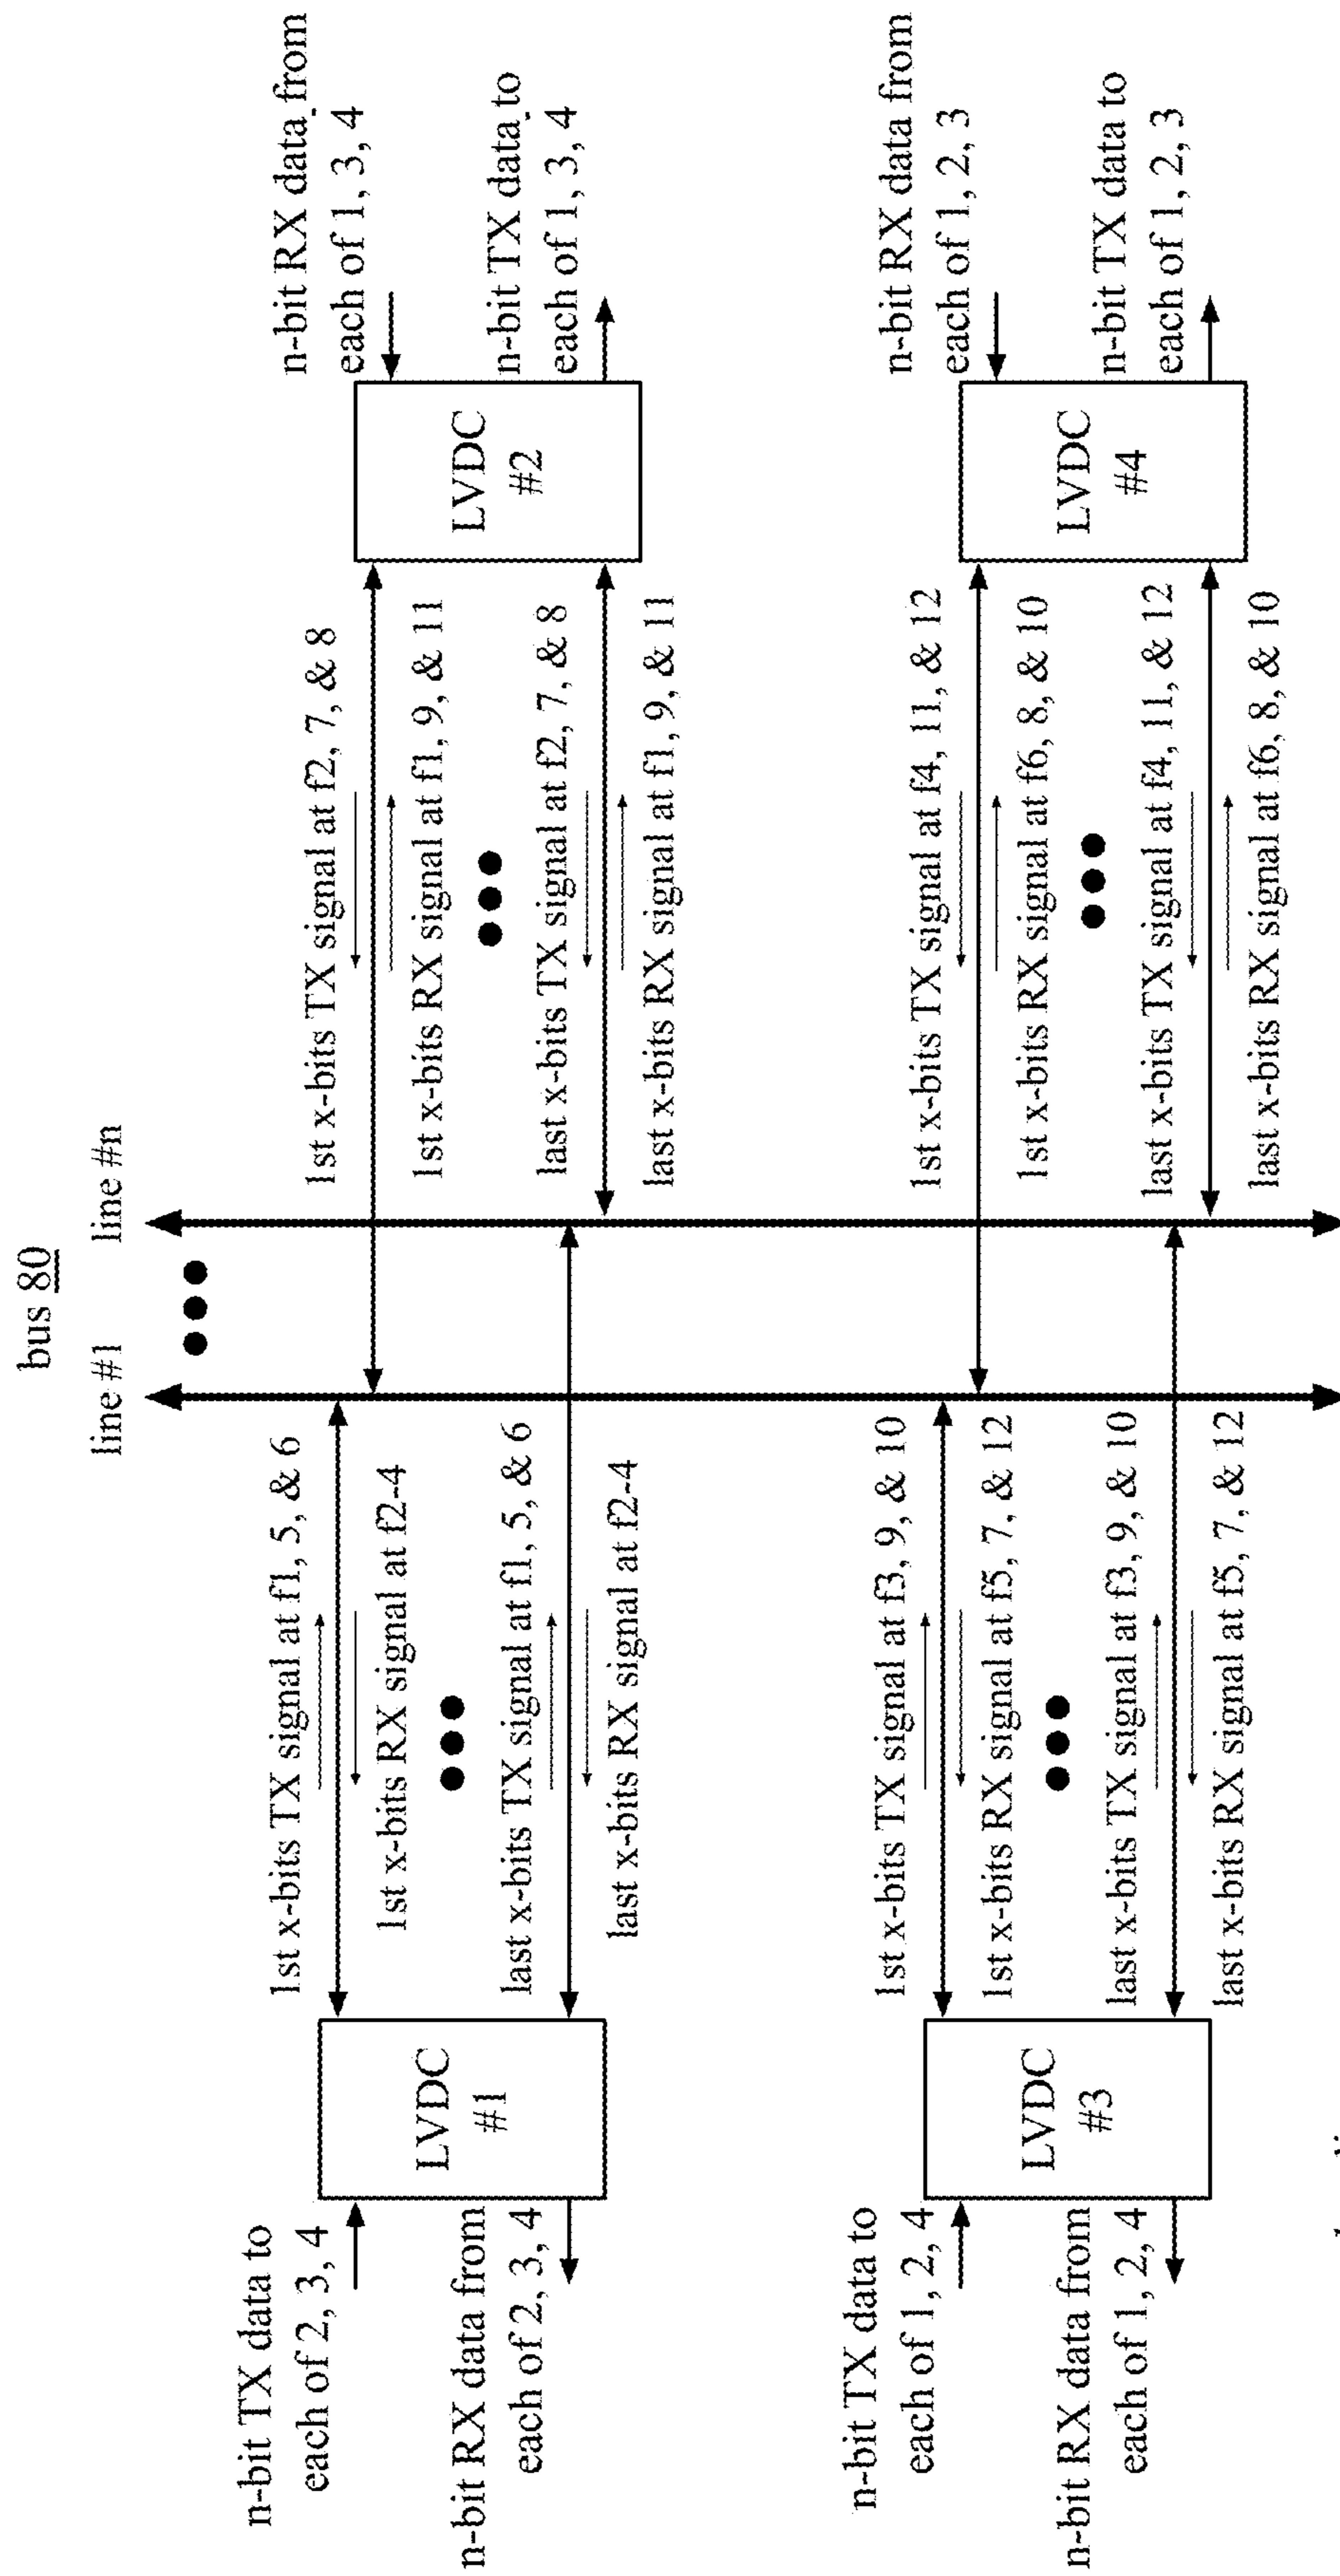 bus 80
line #1
line #n
n-bit TX data to
each of 2, 3, 4
n-bit RX data from
each of 2, 3, 4
LVDC
#1
1st x-bits TX signal at f1, 5, & 6
1st x-bits RX signal at f2-4
last x-bits TX signal at f1, 5, & 6
last x-bits RX signal at f2-4
1st x-bits TX signal at f2, 7, & 8
1st x-bits RX signal at f1, 9, & 11
last x-bits TX signal at f2, 7, & 8
last x-bits RX signal at f1, 9, & 11
LVDC
#2
n-bit RX data from
each of 1, 3, 4
n-bit TX data to
each of 1, 3, 4
n-bit TX data to
each of 1, 2, 4
n-bit RX data from
each of 1, 2, 4
LVDC
#3
1st x-bits TX signal at f3, 9, & 10
1st x-bits RX signal at f5, 7, & 12
last x-bits TX signal at f3, 9, & 10
last x-bits RX signal at f5, 7, & 12
1st x-bits TX signal at f4, 11, & 12
1st x-bits RX signal at f6, 8, & 10
last x-bits TX signal at f4, 11, & 12
last x-bits RX signal at f6, 8, & 10
LVDC
#4
n-bit RX data from
each of 1, 2, 3
n-bit TX data to
each of 1, 2, 3